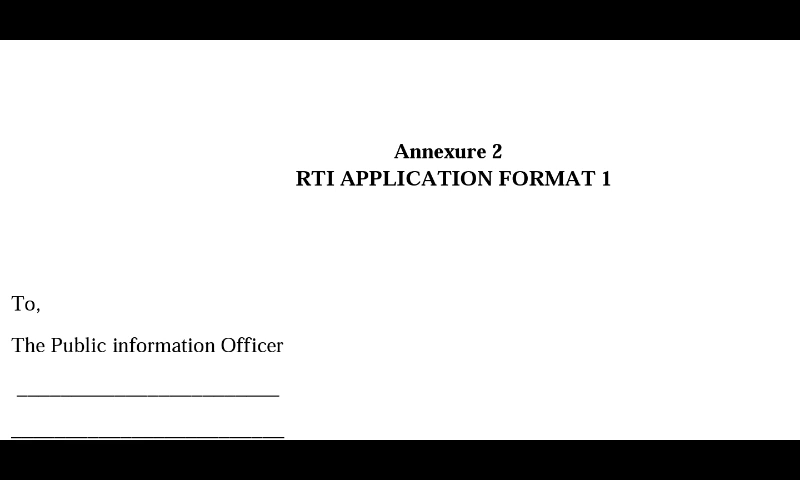 Annexure 2
RTI APPLICATION FORMAT 1
To,
The Public information Officer